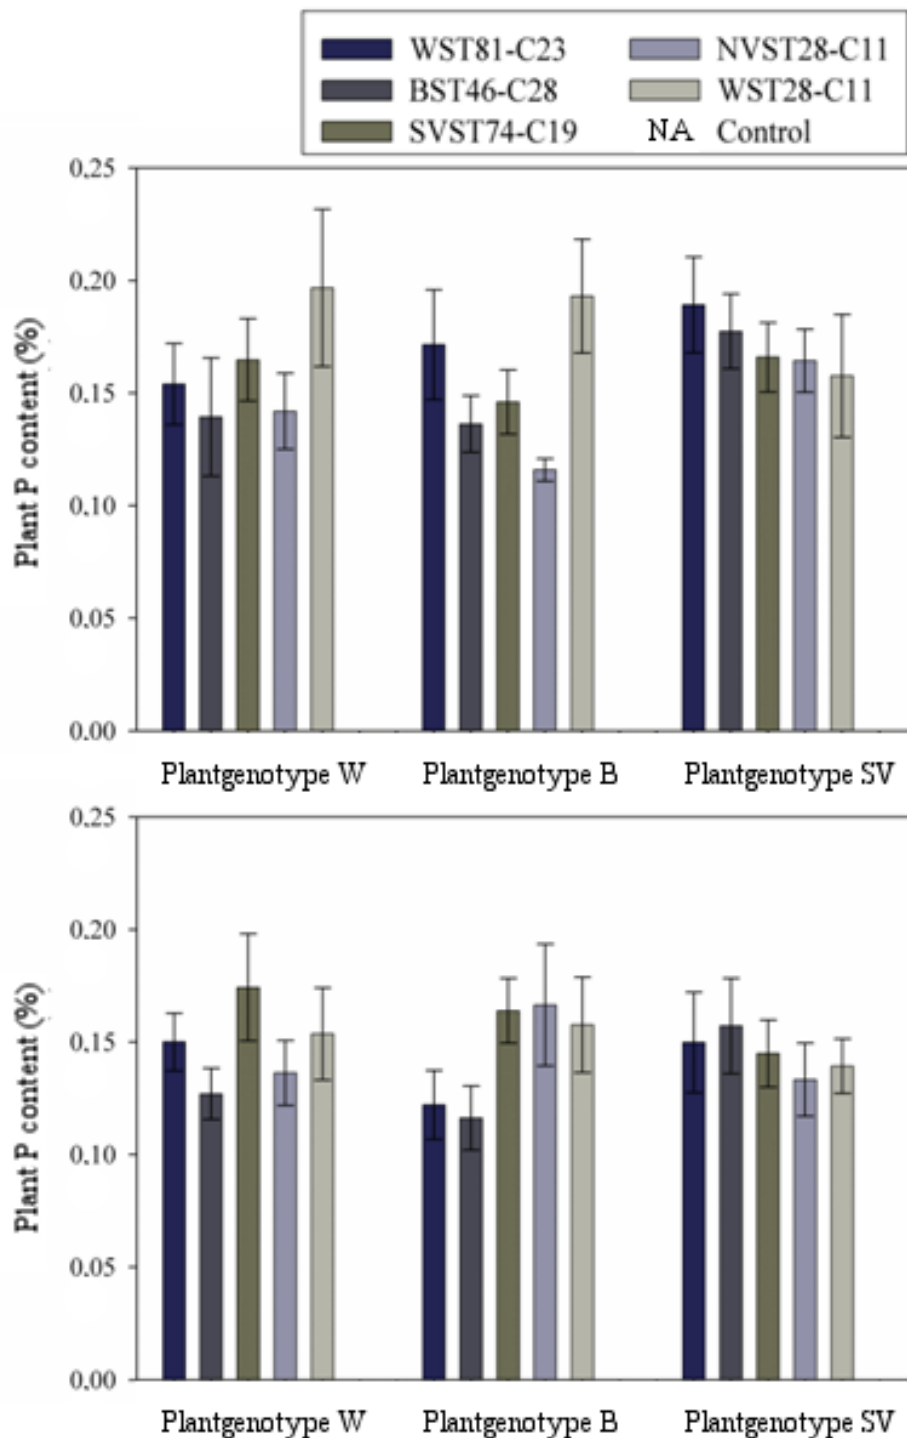 WST81-C23 NVST28-C11
BST46-C28 WST28-C11
SVST74-C19 NA Control
Plant P content (%)
0.25
0.20
0.15
0.10
0.05
0.00
Plantgenotype W Plantgenotype B Plantgenotype SV
Plant P content (%)
0.25
0.20
0.15
0.10
0.05
0.00
Plantgenotype W Plantgenotype B Plantgenotype SV